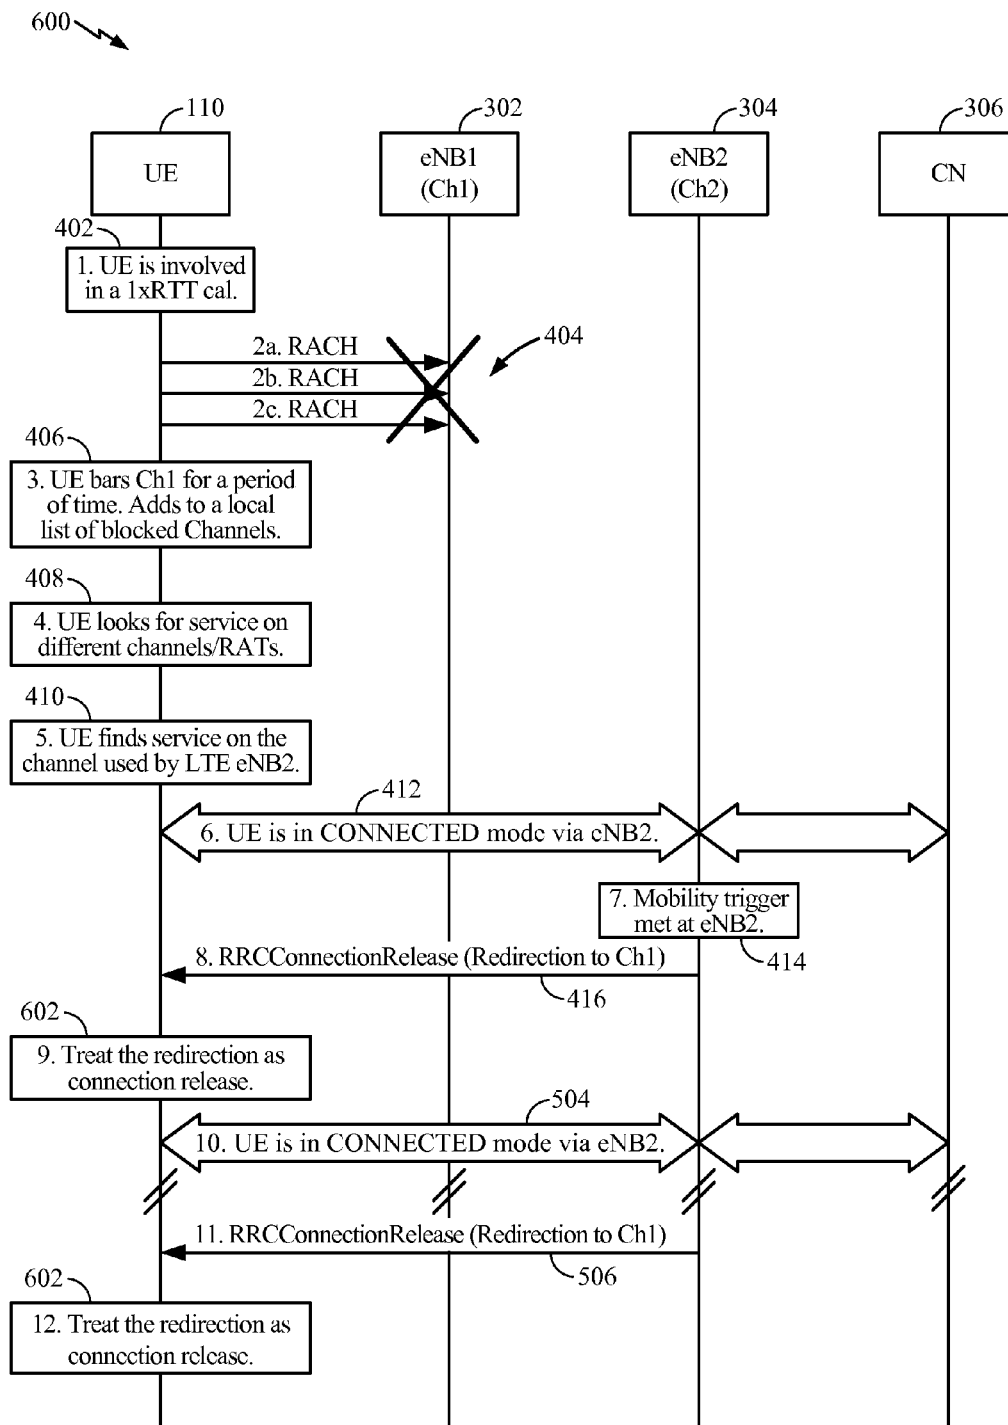 600
110
302
304
306
UE
eNB1
(Ch1)
eNB2
(Ch2)
CN
402
1. UE is involved
in a 1xRTT cal.
2a. RACH
404
2b. RACH
2c. RACH
406
3. UE bars Ch1 for a period
of time. Adds to a local
list of blocked Channels.
408
4. UE looks for service on
different channels/RATs.
410
5. UE finds service on the
channel used by LTE eNB2.
412
6. UE is in CONNECTED mode via eNB2.
7. Mobility trigger
met at eNB2.
414
8. RRCConnectionRelease (Redirection to Ch1)
416
602
9. Treat the redirection as
connection release.
504
10. UE is in CONNECTED mode via eNB2.
11. RRCConnectionRelease (Redirection to Ch1)
506
602
12. Treat the redirection as
connection release.